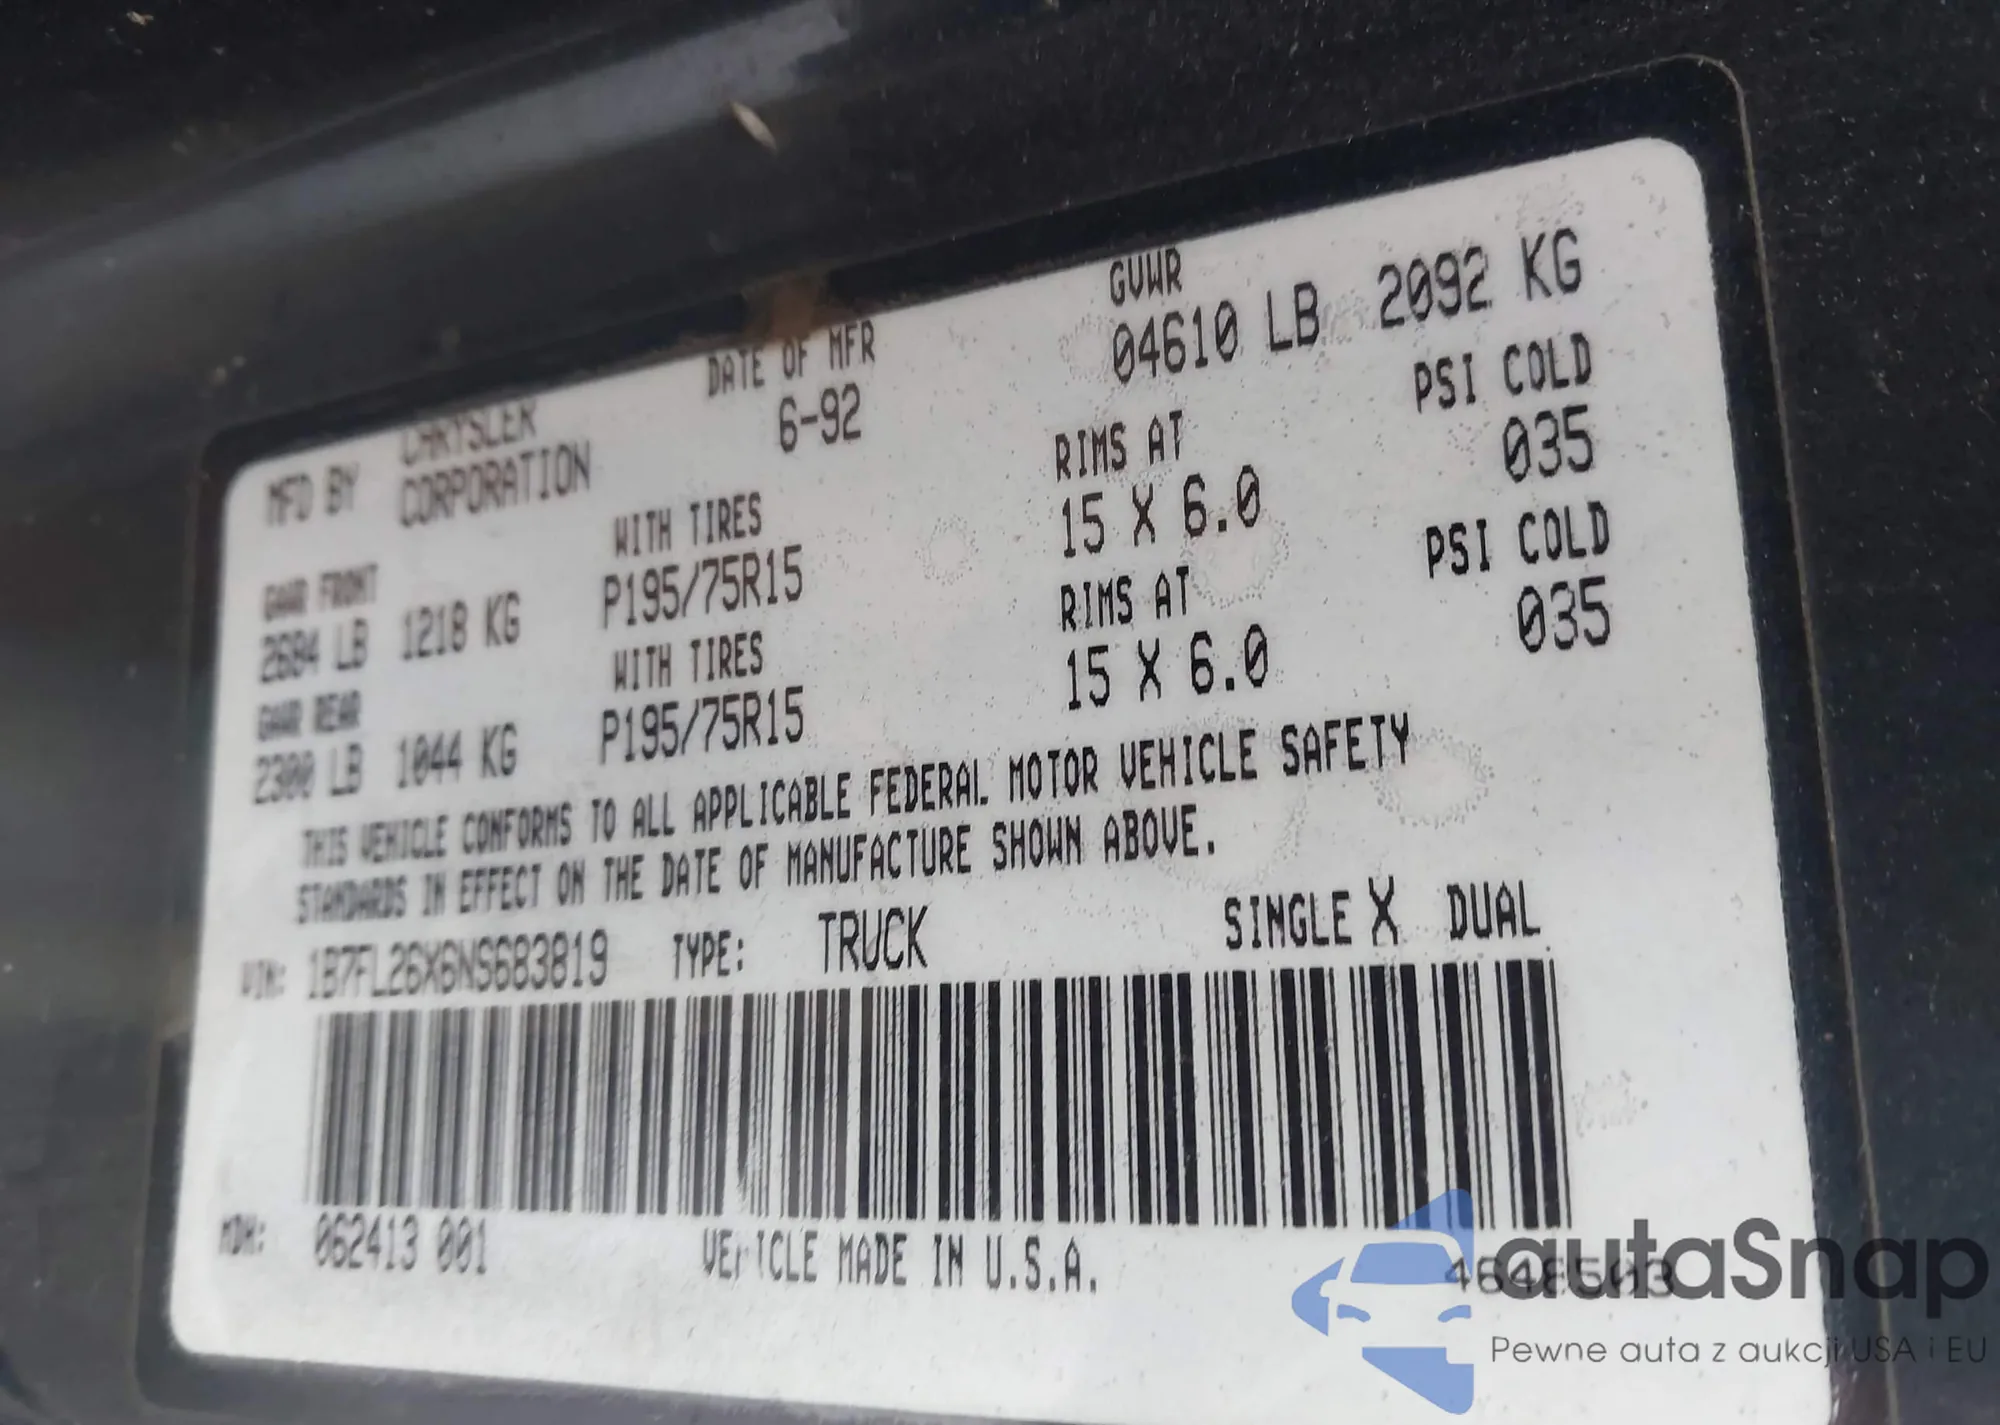 MFD BY CHRYSLER CORPORATION DATE OF MFR 6-92 GVWR 04610 LB 2092 KG
GAWR FRONT WITH TIRES RIMS AT PSI COLD
2684 LB 1218 KG P195/75R15 15 X 6.0 035
GAWR REAR WITH TIRES RIMS AT PSI COLD
2300 LB 1044 KG P195/75R15 15 X 6.0 035
THIS VEHICLE CONFORMS TO ALL APPLICABLE FEDERAL MOTOR VEHICLE SAFETY
STANDARDS IN EFFECT ON THE DATE OF MANUFACTURE SHOWN ABOVE.
VIN: 1B7FL26X6NS683819 TYPE: TRUCK SINGLE X DUAL
MDH: 062413 001 VEHICLE MADE IN U.S.A.
autaSnap
Pewne auta z aukcji USA i EU